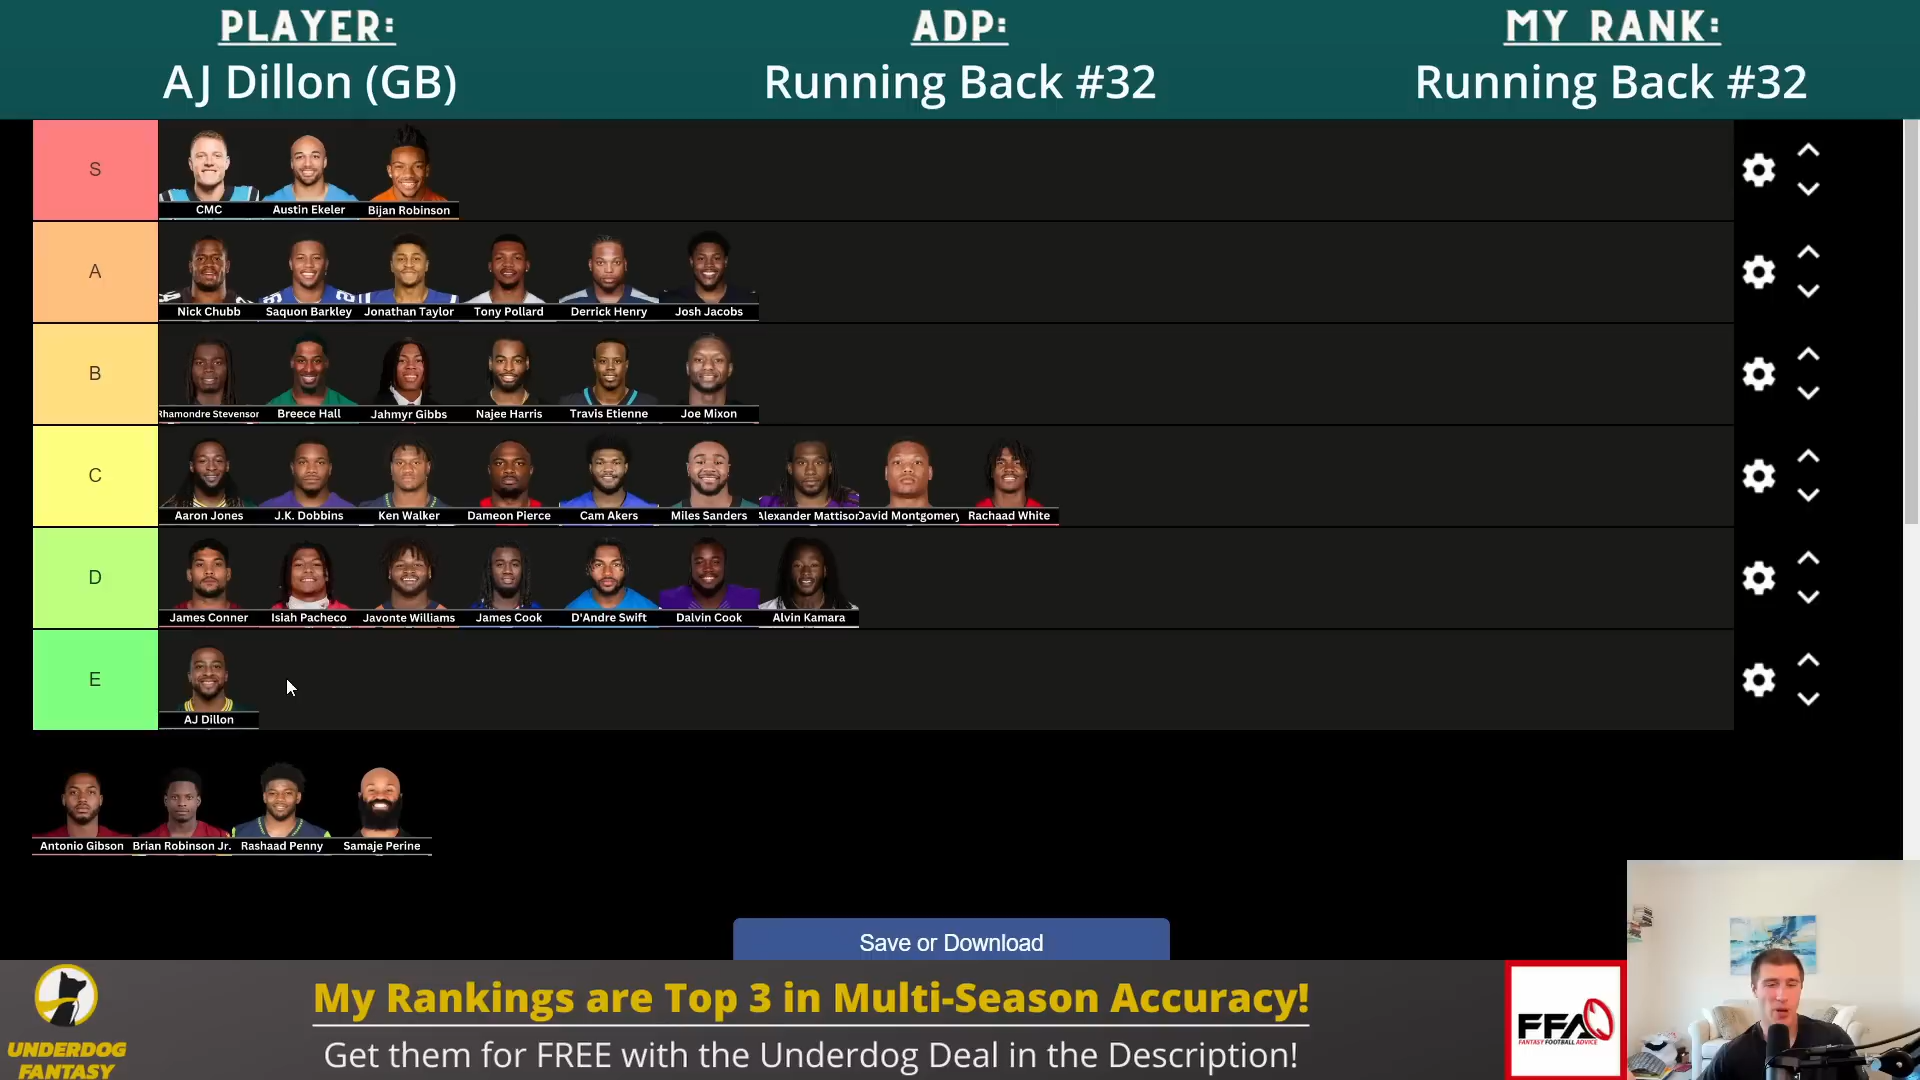 PLAYER:
AJ Dillon (GB)
ADP:
Running Back #32
MY RANK:
Running Back #32
S
CMC
Austin Ekeler
Bijan Robinson
A
Nick Chubb
Saquon Barkley
Jonathan Taylor
Tony Pollard
Derrick Henry
Josh Jacobs
B
Rhamondre Stevenson
Breece Hall
Jahmyr Gibbs
Najee Harris
Travis Etienne
Joe Mixon
C
Aaron Jones
J.K. Dobbins
Ken Walker
Dameon Pierce
Cam Akers
Miles Sanders
Alexander Mattison
David Montgomery
Rachaad White
D
James Conner
Isiah Pacheco
Javonte Williams
James Cook
D'Andre Swift
Dalvin Cook
Alvin Kamara
E
AJ Dillon
Antonio Gibson
Brian Robinson Jr.
Rashaad Penny
Samaje Perine
Save or Download
My Rankings are Top 3 in Multi-Season Accuracy!
Get them for FREE with the Underdog Deal in the Description!
UNDERDOG
FANTASY
FFA
FANTASY FOOTBALL ADVICE